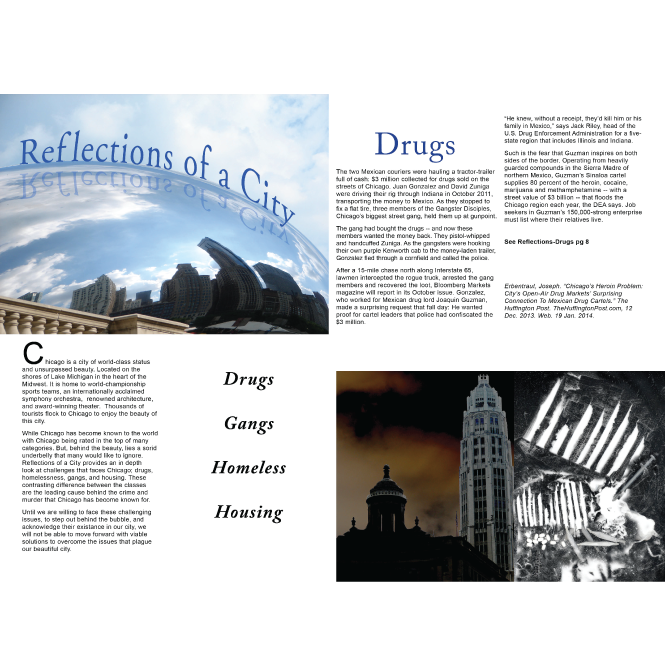 Reflections of a City
Chicago is a city of world-class status
and unsurpassed beauty. Located on the
shores of Lake Michigan in the heart of the
Midwest. It is home to world-championship
sports teams, an internationally acclaimed
symphony orchestra, renowned architecture,
and award-winning theater. Thousands of
tourists flock to Chicago to enjoy the beauty of
this city.
While Chicago has become known to the world
with Chicago being rated in the top of many
categories. But, behind the beauty, lies a sorid
underbelly that many would like to ignore.
Reflections of a City provides an in depth
look at challenges that faces Chicago; drugs,
homelessness, gangs, and housing. These
contrasting difference between the classes
are the leading cause behind the crime and
murder that Chicago has become known for.
Until we are willing to face these challenging
issues, to step out behind the bubble, and
acknowledge their existance in our city, we
will not be able to move forward with viable
solutions to overcome the issues that plague
our beautiful city.
Drugs
Gangs
Homeless
Housing
Drugs
The two Mexican couriers were hauling a tractor-trailer
full of cash: $3 million collected for drugs sold on the
streets of Chicago. Juan Gonzalez and David Zuniga
were driving their rig through Indiana in October 2011,
transporting the money to Mexico. As they stopped to
fix a flat tire, three members of the Gangster Disciples,
Chicago's biggest street gang, held them up at gunpoint.
The gang had bought the drugs -- and now these
members wanted the money back. They pistol-whipped
and handcuffed Zuniga. As the gangsters were hooking
their own purple Kenworth cab to the money-laden trailer,
Gonzalez fled through a cornfield and called the police.
After a 15-mile chase north along Interstate 65,
lawmen intercepted the rogue truck, arrested the gang
members and recovered the loot, Bloomberg Markets
magazine will report in its October issue. Gonzalez,
who worked for Mexican drug lord Joaquin Guzman,
made a surprising request that fall day: He wanted
proof for cartel leaders that police had confiscated the
$3 million.
"He knew, without a receipt, they'd kill him or his
family in Mexico," says Jack Riley, head of the
U.S. Drug Enforcement Administration for a five-
state region that includes Illinois and Indiana.
Such is the fear that Guzman inspires on both
sides of the border. Operating from heavily
guarded compounds in the Sierra Madre of
northern Mexico, Guzman's Sinaloa cartel
supplies 80 percent of the heroin, cocaine,
marijuana and methamphetamine -- with a
street value of $3 billion -- that floods the
Chicago region each year, the DEA says. Job
seekers in Guzman's 150,000-strong enterprise
must list where their relatives live.
See Reflections-Drugs pg 8
Erbentraut, Joseph. "Chicago's Heroin Problem:
City's Open-Air Drug Markets' Surprising
Connection To Mexican Drug Cartels." The
Huffington Post. TheHuffingtonPost.com, 12
Dec. 2013. Web. 19 Jan. 2014.